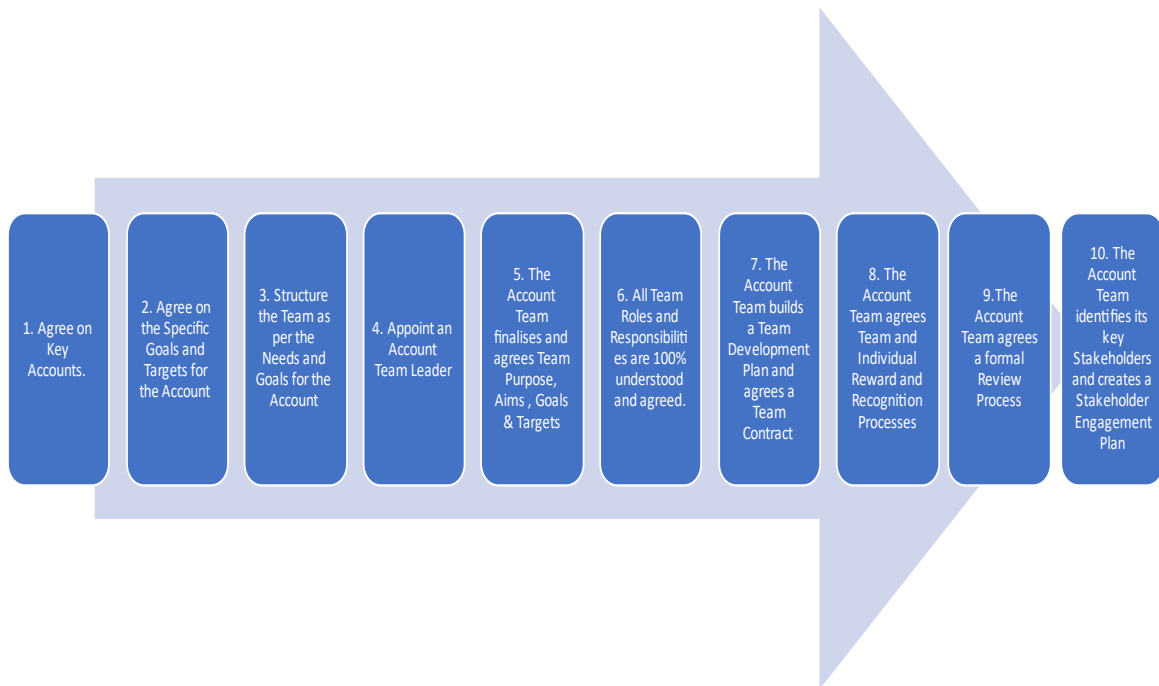 1. Agree on
Key
Accounts.
2. Agree on
the Specific
Goals and
Targets for
the Account
3. Structure
the Team as
per the
Needs and
Goals for the
Account
4. Appoint an
Account
Team Leader
5. The
Account
Team
finalises and
agrees Team
Purpose,
Aims , Goals
& Targets
6. All Team
Roles and
Responsibiliti
es are 100%
understood
and agreed.
7. The
Account
Team builds
a Team
Development
Plan and
agrees a
Team
Contract
8. The
Account
Team agrees
Team and
Individual
Reward and
Recognition
Processes
9.The
Account
Team agrees
a formal
Review
Process
10. The
Account
Team
identifies its
key
Stakeholders
and creates a
Stakeholder
Engagement
Plan